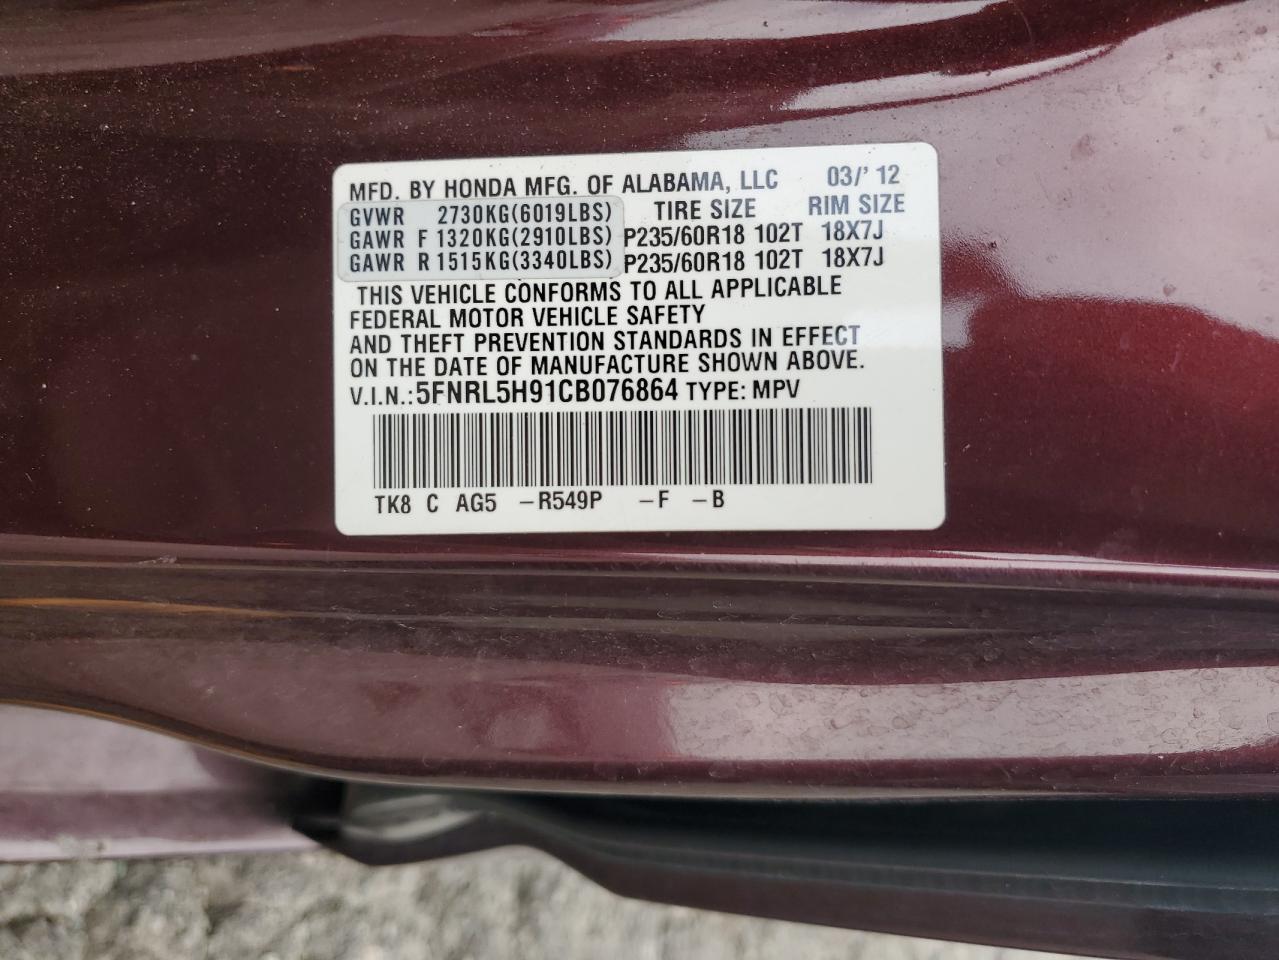 MFD. BY HONDA MFG. OF ALABAMA, LLC 03/' 12
GVWR 2730KG(6019LBS) TIRE SIZE RIM SIZE
GAWR F 1320KG(2910LBS) P235/60R18 102T 18X7J
GAWR R 1515KG(3340LBS) P235/60R18 102T 18X7J
THIS VEHICLE CONFORMS TO ALL APPLICABLE
FEDERAL MOTOR VEHICLE SAFETY
AND THEFT PREVENTION STANDARDS IN EFFECT
ON THE DATE OF MANUFACTURE SHOWN ABOVE.
V.I.N.:5FNRL5H91CB076864 TYPE: MPV
TK8 C AG5 –R549P –F –B